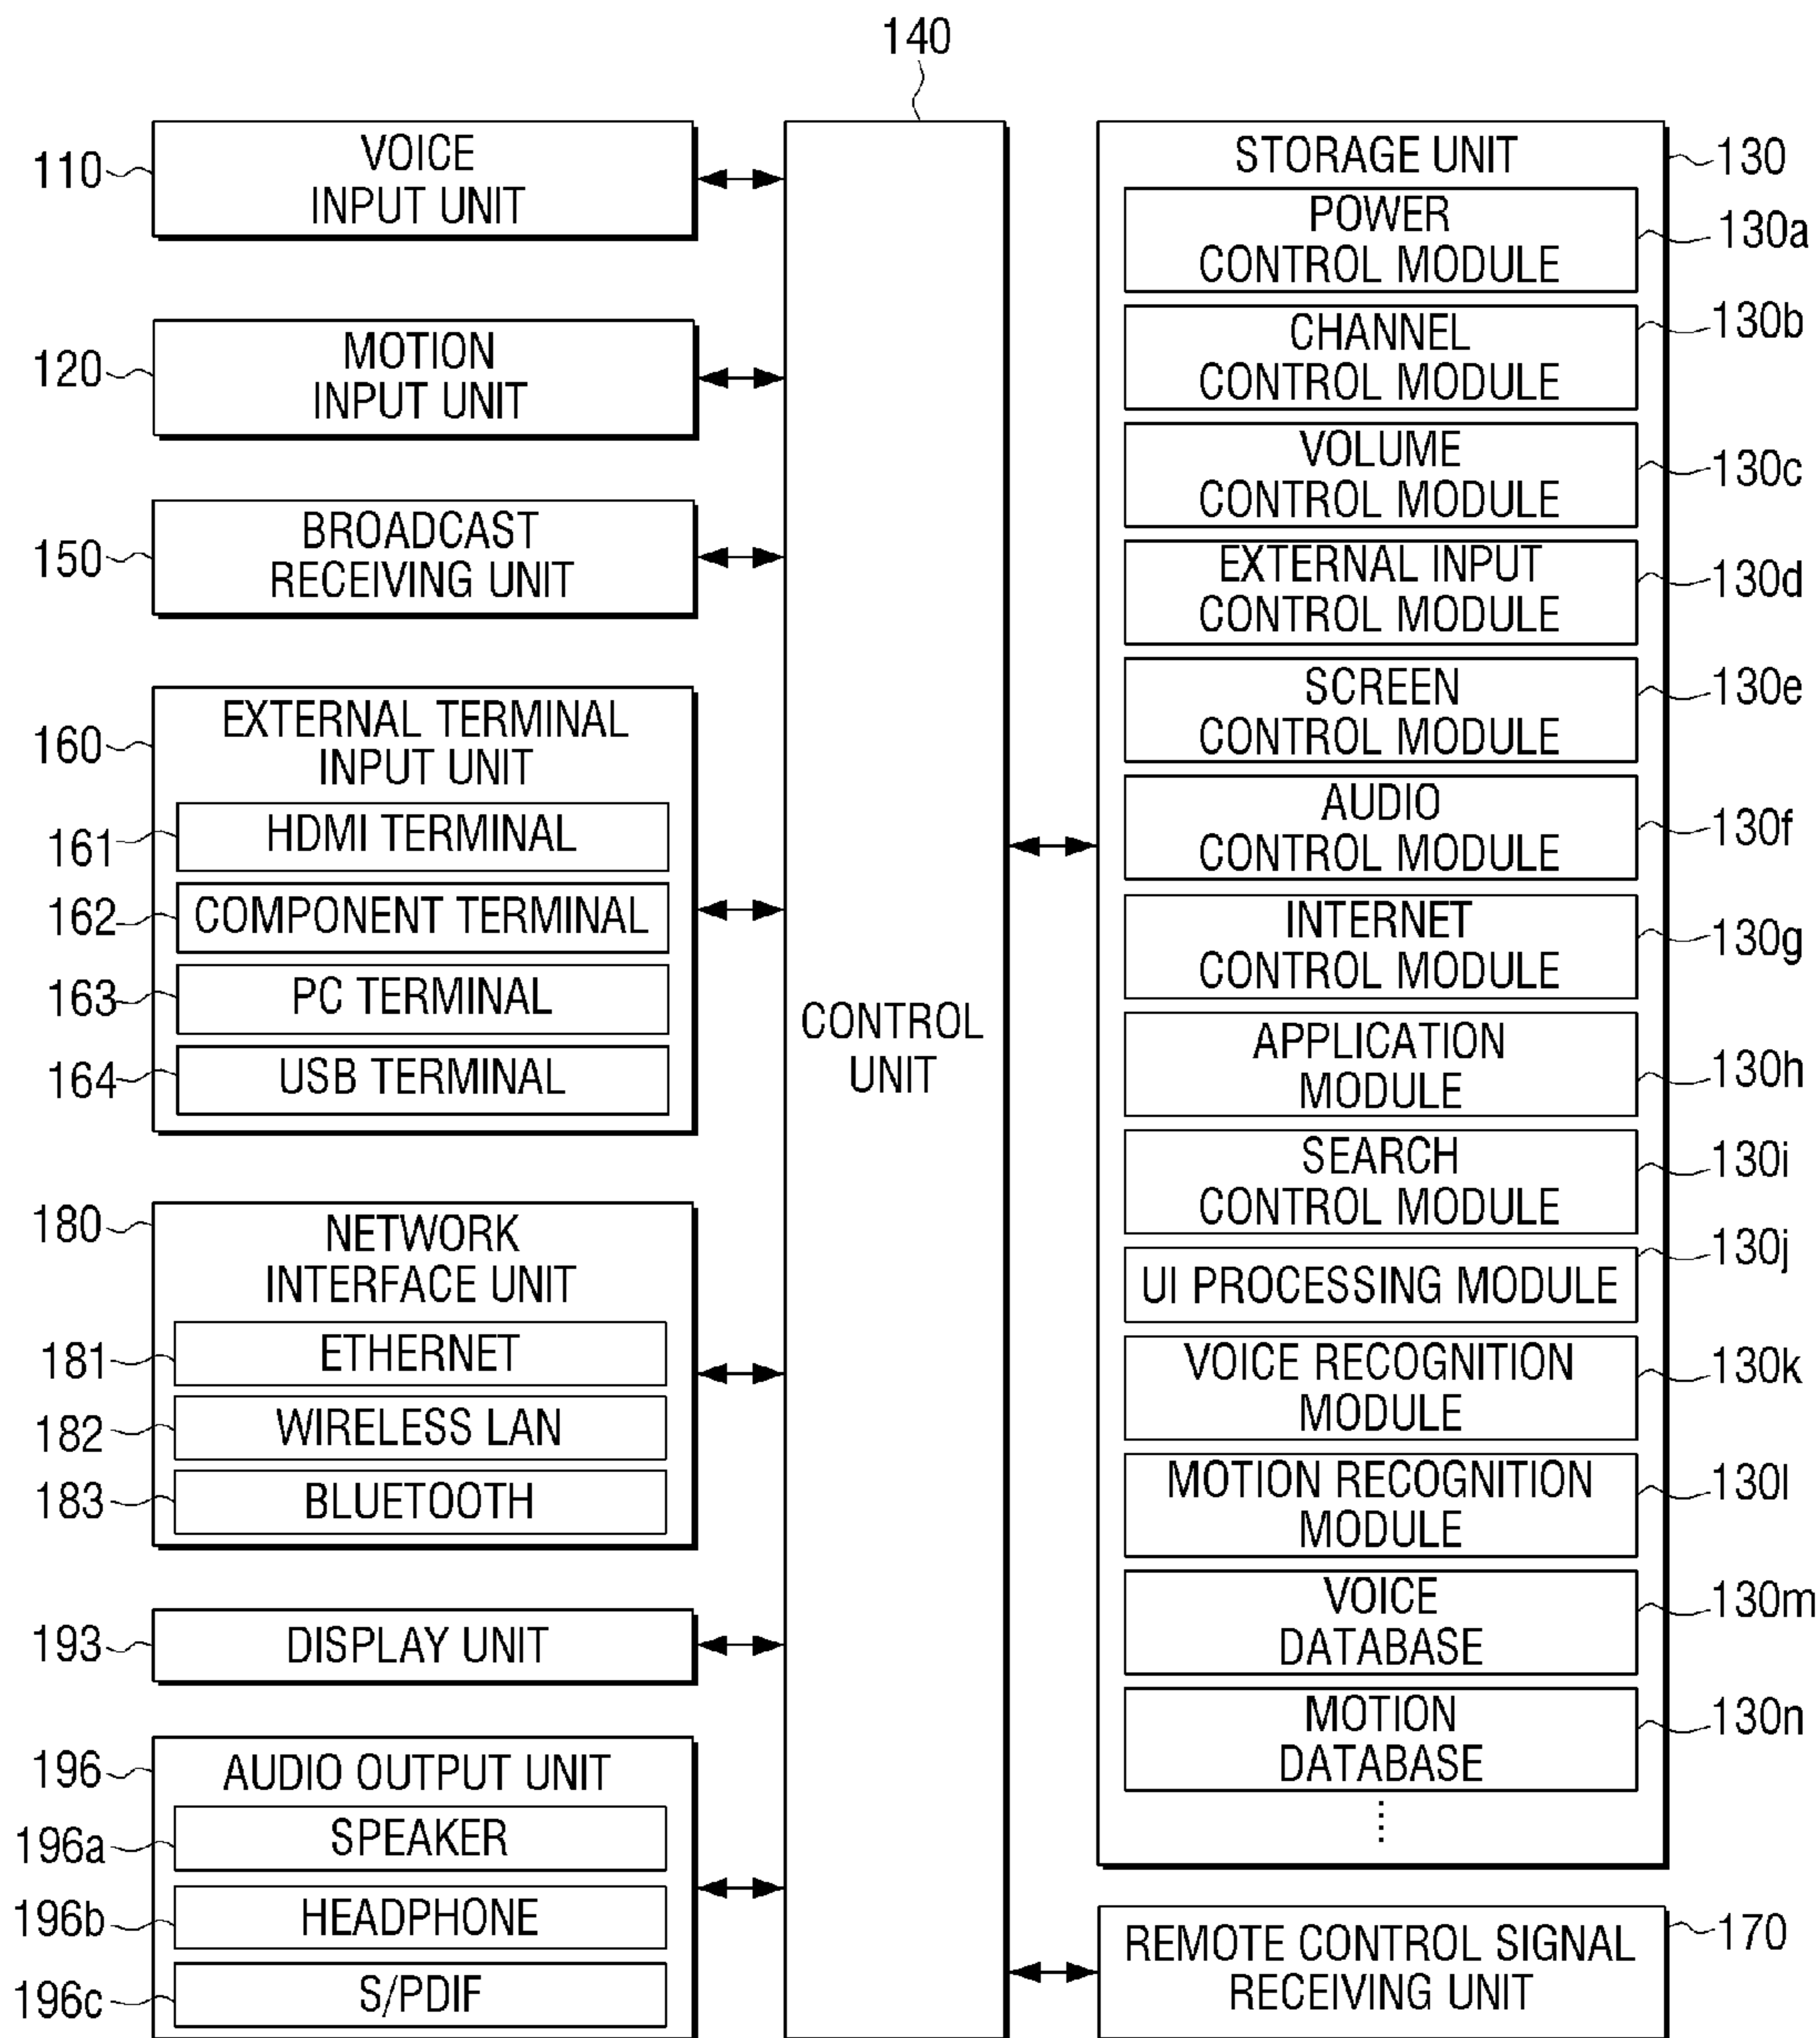 140
110
VOICE
INPUT UNIT
120
MOTION
INPUT UNIT
150
BROADCAST
RECEIVING UNIT
160
EXTERNAL TERMINAL
INPUT UNIT
161
HDMI TERMINAL
162
COMPONENT TERMINAL
163
PC TERMINAL
164
USB TERMINAL
180
NETWORK
INTERFACE UNIT
181
ETHERNET
182
WIRELESS LAN
183
BLUETOOTH
193
DISPLAY UNIT
196
AUDIO OUTPUT UNIT
196a
SPEAKER
196b
HEADPHONE
196c
S/PDIF
CONTROL
UNIT
STORAGE UNIT
130
POWER
CONTROL MODULE
130a
CHANNEL
CONTROL MODULE
130b
VOLUME
CONTROL MODULE
130c
EXTERNAL INPUT
CONTROL MODULE
130d
SCREEN
CONTROL MODULE
130e
AUDIO
CONTROL MODULE
130f
INTERNET
CONTROL MODULE
130g
APPLICATION
MODULE
130h
SEARCH
CONTROL MODULE
130i
UI PROCESSING MODULE
130j
VOICE RECOGNITION
MODULE
130k
MOTION RECOGNITION
MODULE
130l
VOICE
DATABASE
130m
MOTION
DATABASE
130n
REMOTE CONTROL SIGNAL
RECEIVING UNIT
170